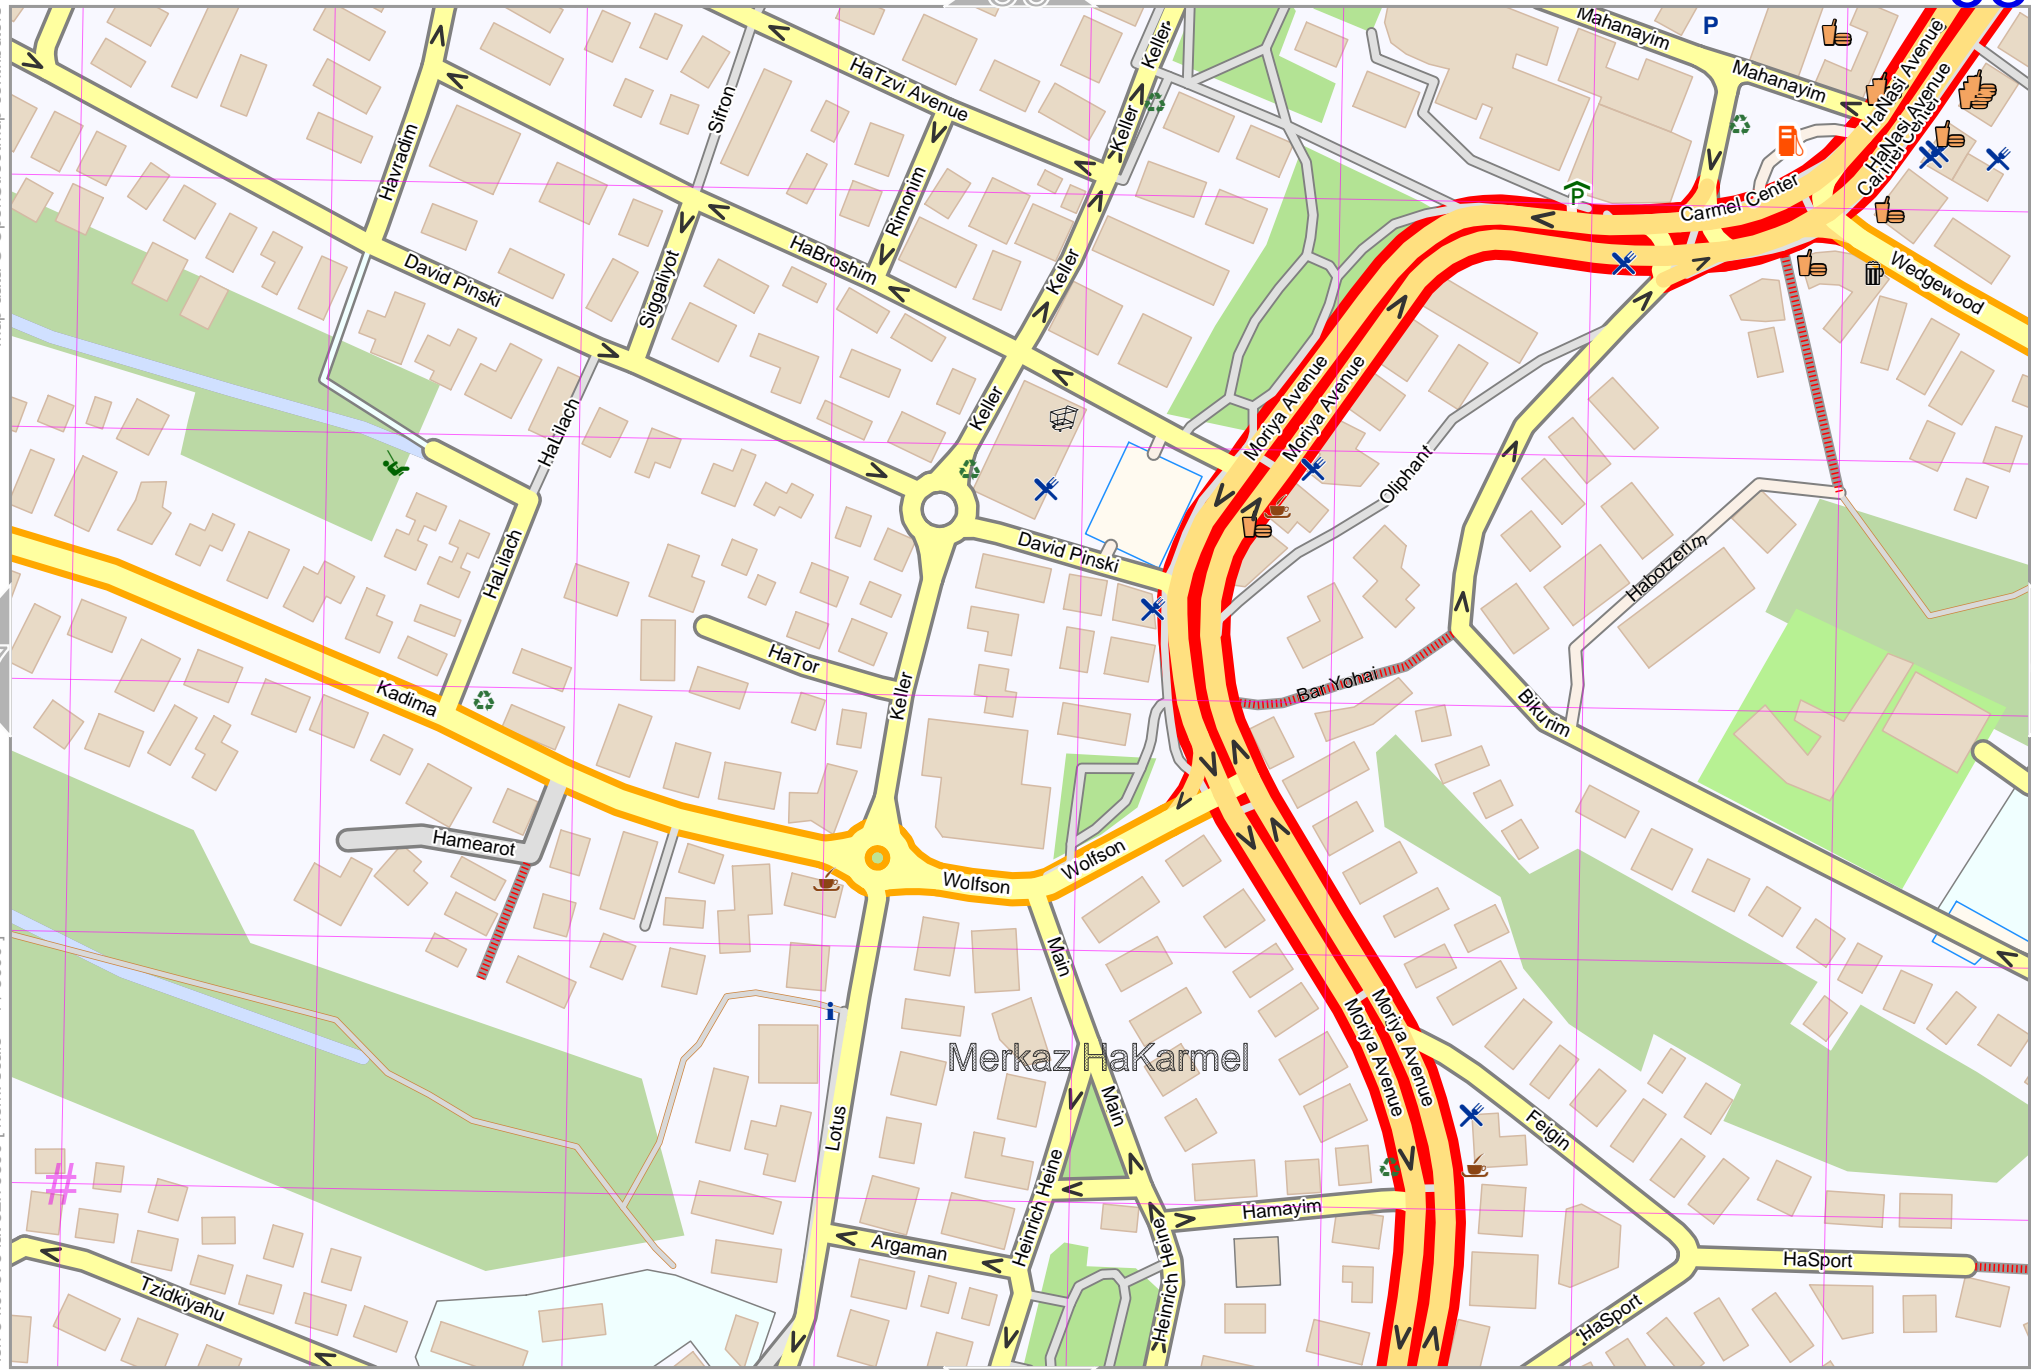 Mahanayim
P
Mahanayim
HaNasi Avenue
HaNasi Avenue
Carmel Center
Keller
HaTzvi Avenue
Sifron
Keller
Havradim
Rimonim
P
Carmel Center
HaBroshim
Wedgewood
David Pinski
Siggaliyot
Keller
Moriya Avenue
Moriya Avenue
Keller
HaLilach
Oliphant
David Pinski
HaLilach
Habotzerim
HaTor
Keller
Bar Yohai
Kadima
Bikurim
Hamearot
Wolfson
Wolfson
Main
i
Moriya Avenue
Moriya Avenue
Merkaz HaKarmel
Main
Lotus
Feigin
#
Heinrich Heine
Hamayim
Argaman
Heinrich Heine
HaSport
Tzidkiyahu
HaSport